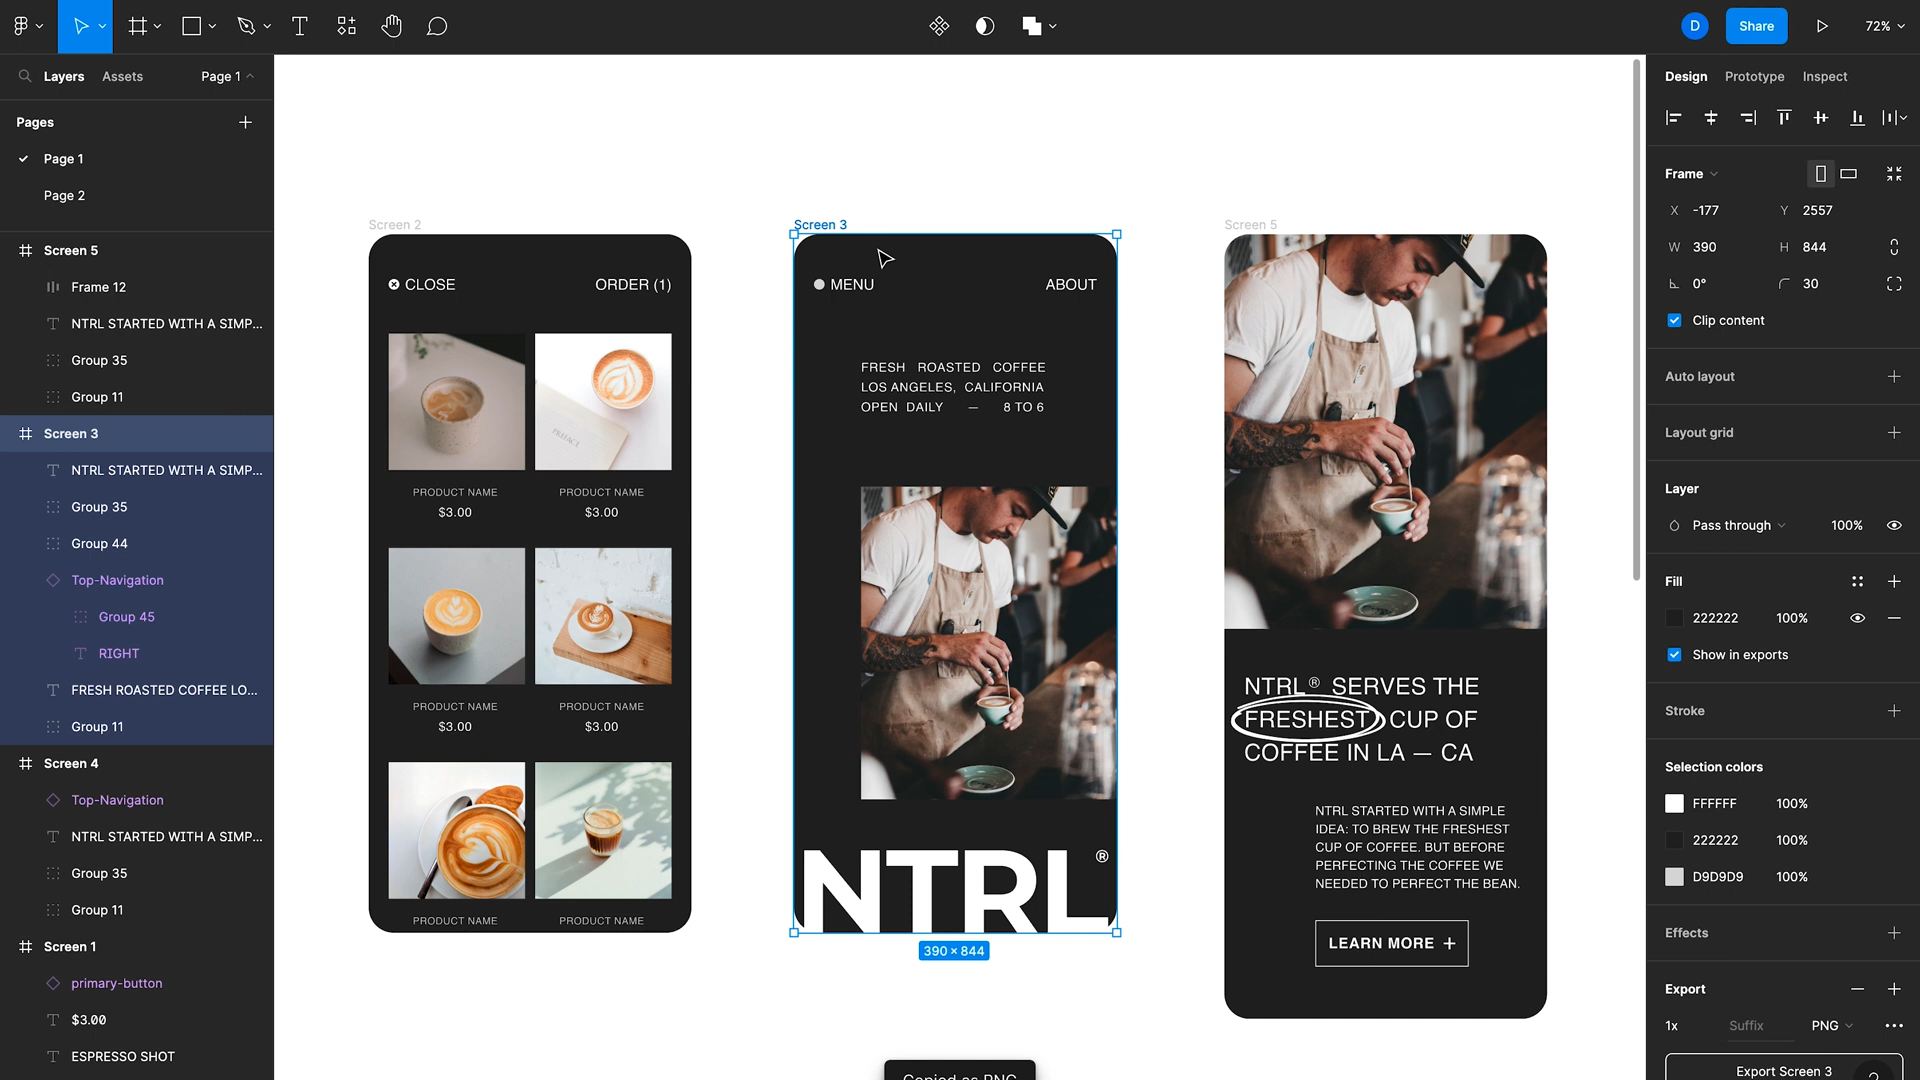 D
Share
72%
Layers
Assets
Page 1
Pages
Page 1
Page 2
Screen 5
Frame 12
NTRL STARTED WITH A SIMP...
Group 35
Group 11
Screen 3
NTRL STARTED WITH A SIMP...
Group 35
Group 44
Top-Navigation
Group 45
RIGHT
FRESH ROASTED COFFEE LO...
Group 11
Screen 4
Top-Navigation
NTRL STARTED WITH A SIMP...
Group 35
Group 11
Screen 1
primary-button
$3.00
ESPRESSO SHOT
Screen 2
CLOSE
ORDER (1)
PREFACE
PRODUCT NAME
PRODUCT NAME
$3.00
$3.00
PRODUCT NAME
PRODUCT NAME
$3.00
$3.00
PRODUCT NAME
PRODUCT NAME
Screen 3
MENU
ABOUT
FRESH ROASTED COFFEE
LOS ANGELES, CALIFORNIA
OPEN DAILY — 8 TO 6
NTRL®
390 × 844
Copied as PNG
Screen 5
NTRL® SERVES THE
FRESHEST CUP OF
COFFEE IN LA — CA
NTRL STARTED WITH A SIMPLE
IDEA: TO BREW THE FRESHEST
CUP OF COFFEE. BUT BEFORE
PERFECTING THE COFFEE WE
NEEDED TO PERFECT THE BEAN.
LEARN MORE +
Design
Prototype
Inspect
Frame
X -177
Y 2557
W 390
H 844
0°
30
Clip content
Auto layout
Layout grid
Layer
Pass through
100%
Fill
222222
100%
Show in exports
Stroke
Selection colors
FFFFFF
100%
222222
100%
D9D9D9
100%
Effects
Export
1x
Suffix
PNG
Export Screen 3
?